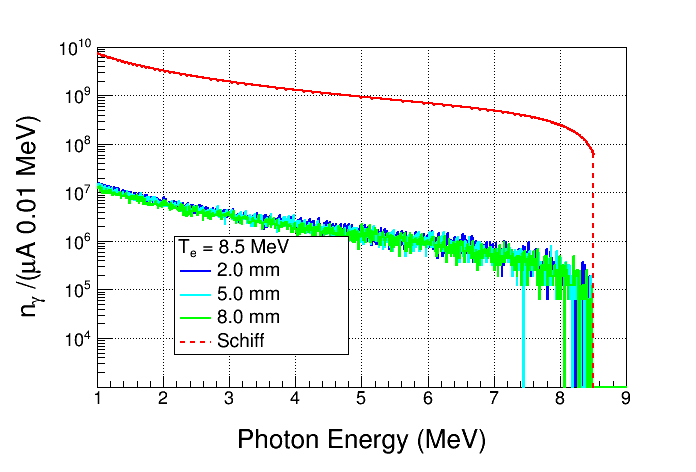 10^10
10^9
10^8
10^7
10^6
10^5
10^4
n_γ /(μA 0.01 MeV)
T_e = 8.5 MeV
2.0 mm
5.0 mm
8.0 mm
Schiff
1 2 3 4 5 6 7 8 9
Photon Energy (MeV)